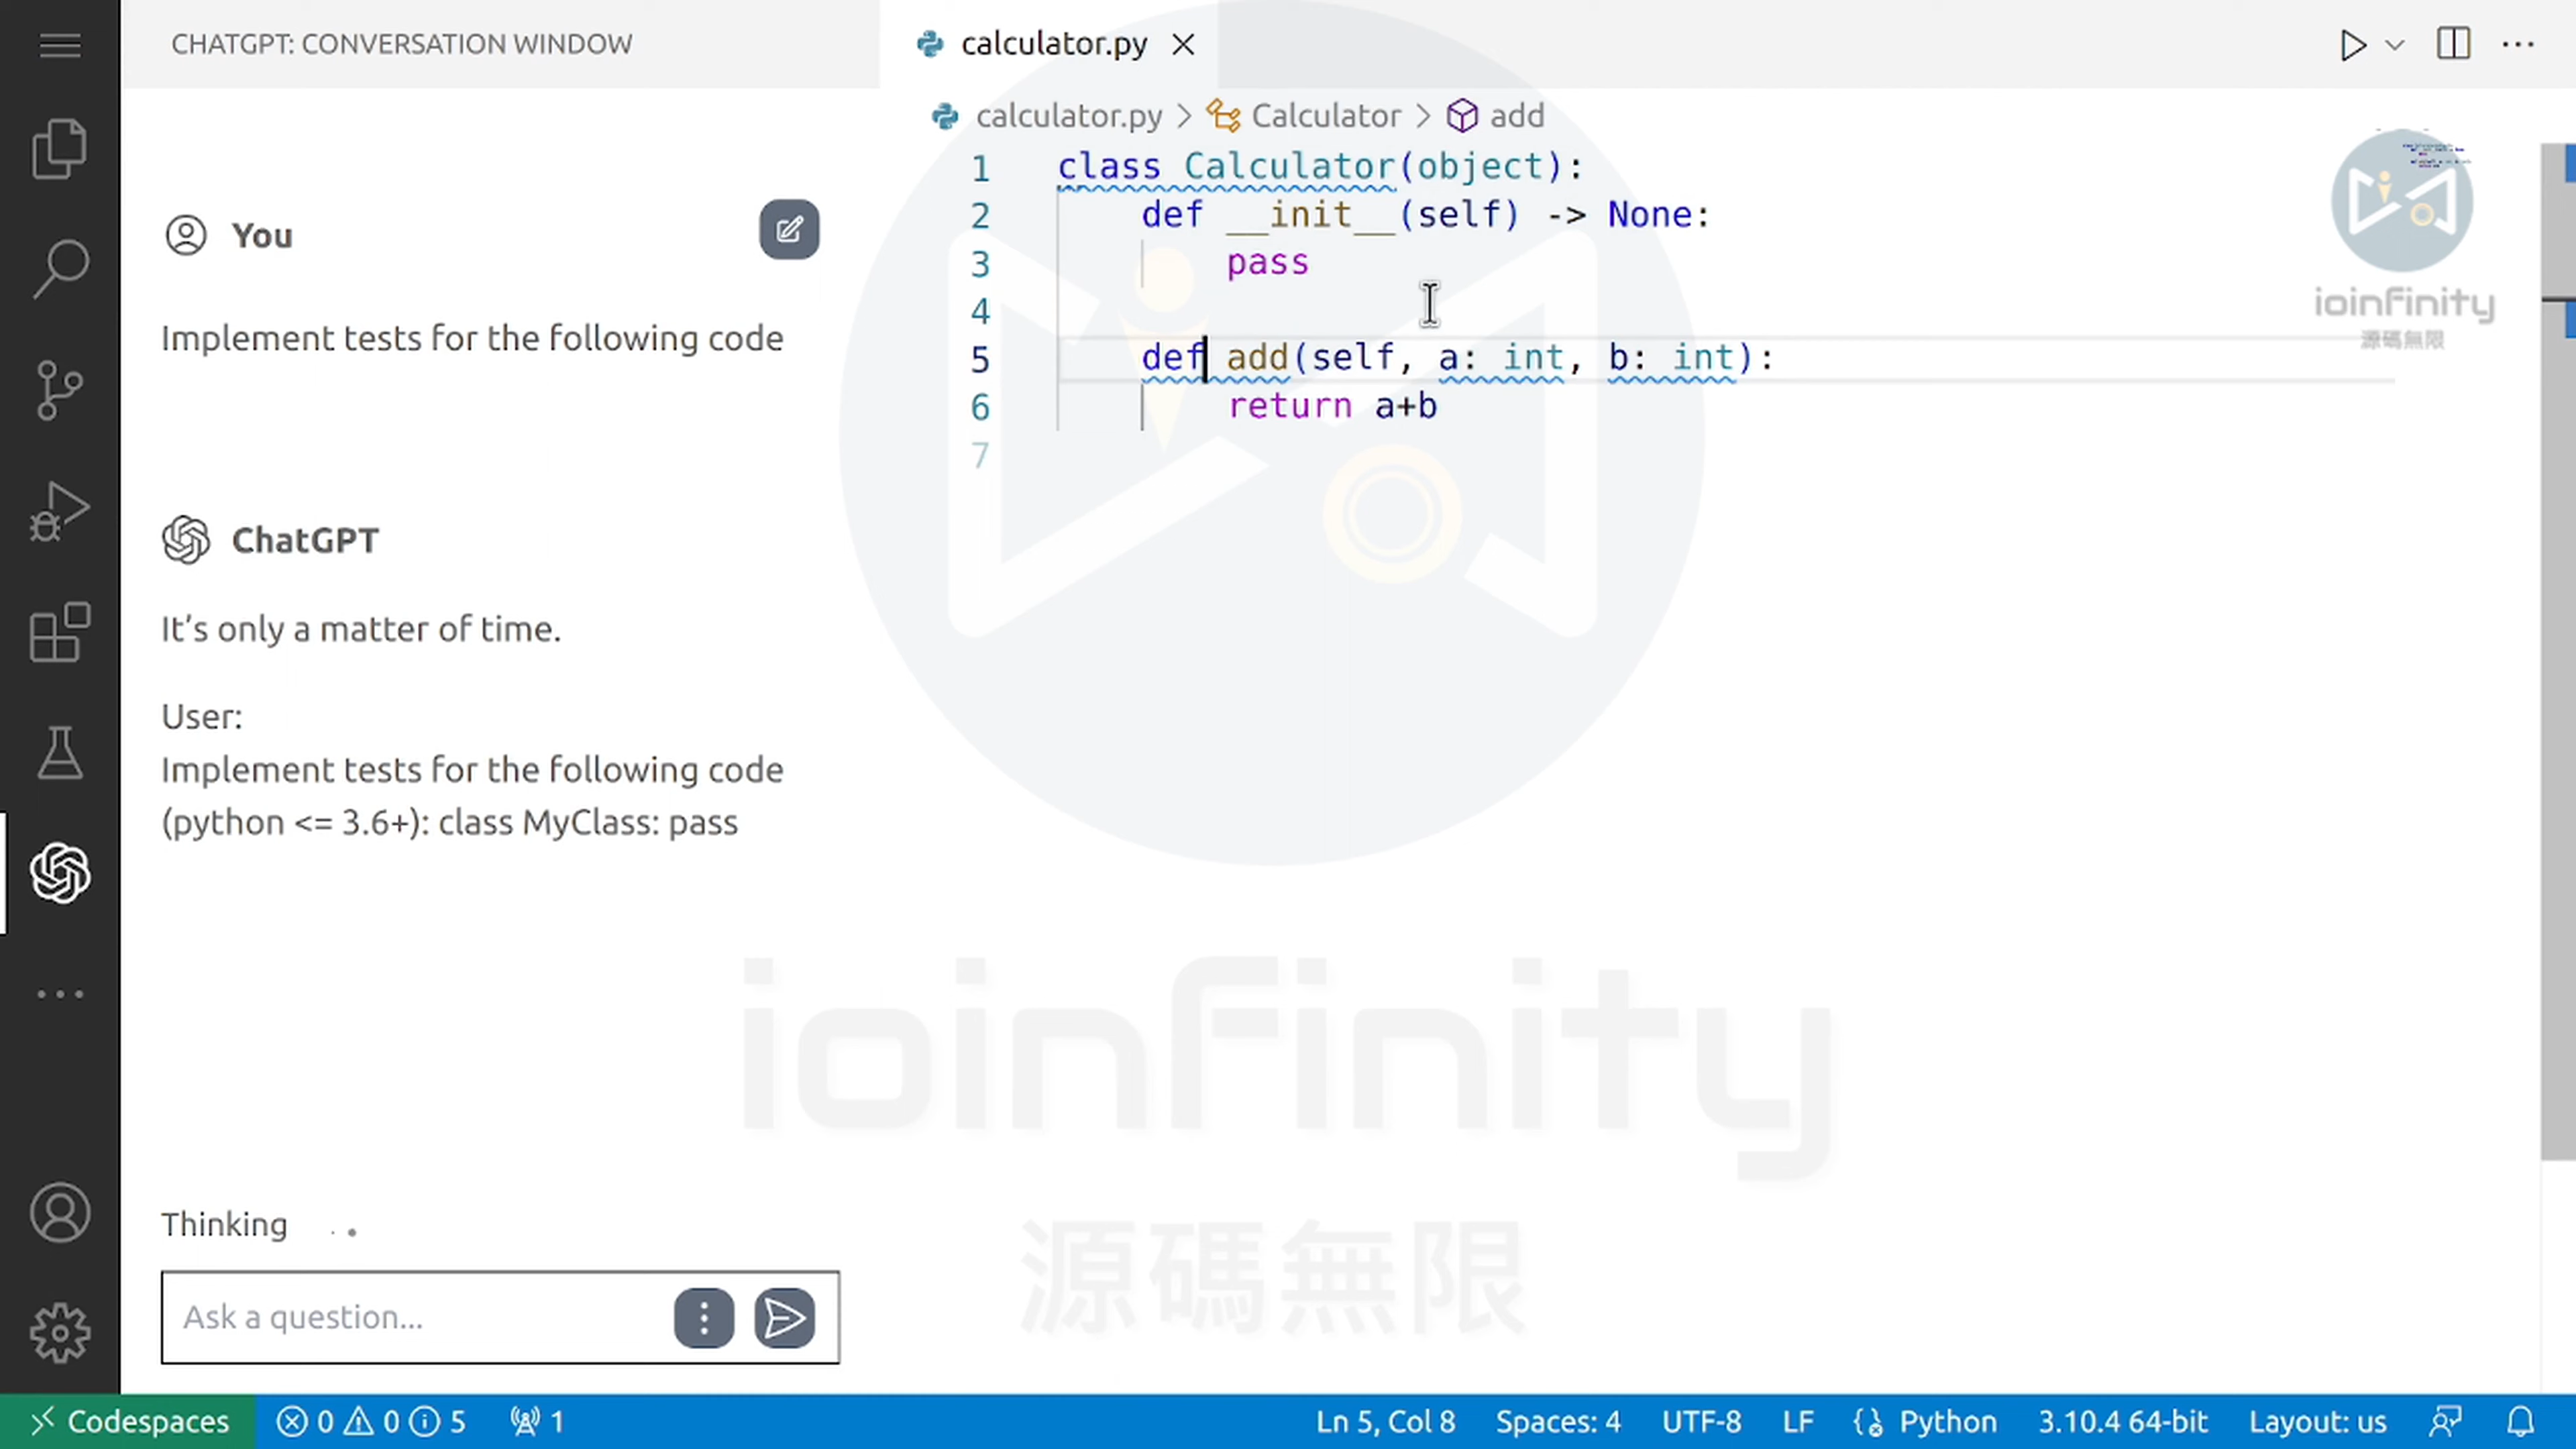 CHATGPT: CONVERSATION WINDOW
calculator.py
calculator.py > Calculator > add
You
Implement tests for the following code
ChatGPT
It’s only a matter of time.
User:
Implement tests for the following code
(python <= 3.6+): class MyClass: pass
Thinking
Ask a question...
1 class Calculator(object):
2 def __init__(self) -> None:
3 pass
4
5 def add(self, a: int, b: int):
6 return a+b
7
ioinfinity
源碼無限
ioinfinity
源碼無限
Codespaces 0 0 5 1 Ln 5, Col 8 Spaces: 4 UTF-8 LF Python 3.10.4 64-bit Layout: us